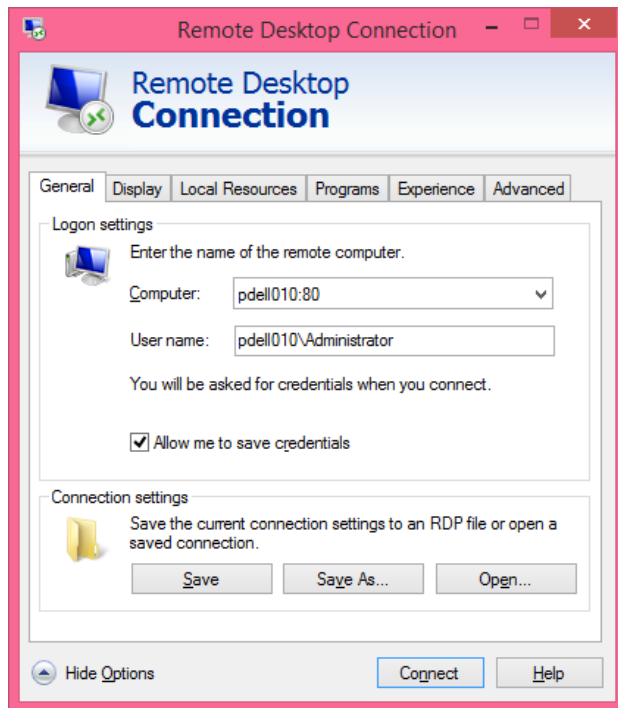 Remote Desktop Connection
Remote Desktop
Connection
General Display Local Resources Programs Experience Advanced
Logon settings
Enter the name of the remote computer.
Computer: pdell010:80
User name: pdell010\Administrator
You will be asked for credentials when you connect.
Allow me to save credentials
Connection settings
Save the current connection settings to an RDP file or open a
saved connection.
Save Save As... Open...
Hide Options Connect Help